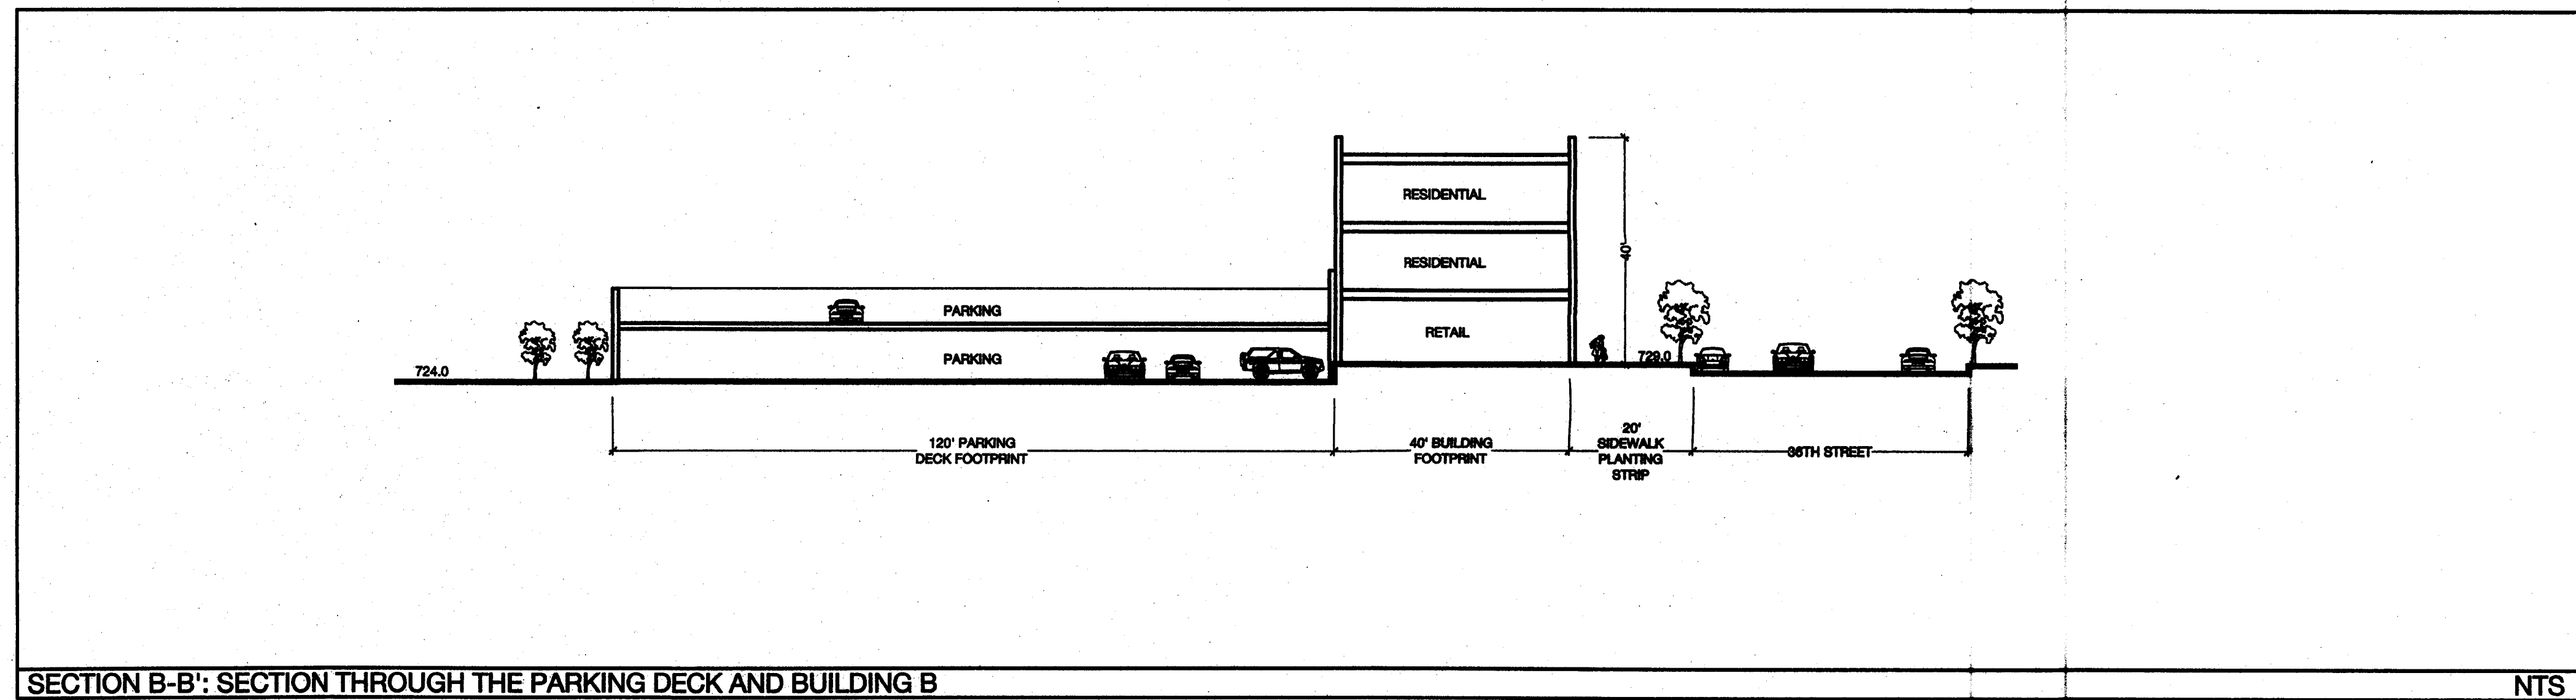 RESIDENTIAL
RESIDENTIAL
RETAIL
PARKING
PARKING
40'
724.0
729.0
120' PARKING
DECK FOOTPRINT
40' BUILDING
FOOTPRINT
20'
SIDEWALK
PLANTING
STRIP
36TH STREET
SECTION B-B': SECTION THROUGH THE PARKING DECK AND BUILDING B
NTS